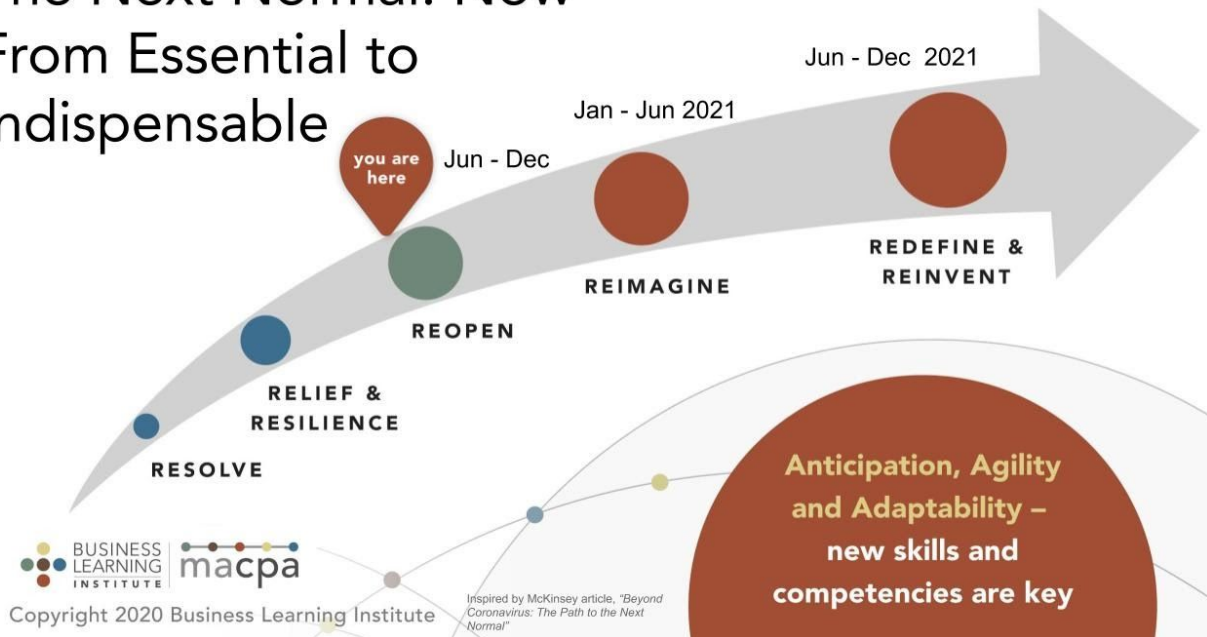 The Next Normal: New
From Essential to
Indispensable
you are
here
Jun - Dec
Jan - Jun 2021
Jun - Dec 2021
REDEFINE &
REINVENT
REIMAGINE
REOPEN
RELIEF &
RESILIENCE
RESOLVE
Anticipation, Agility
and Adaptability –
new skills and
competencies are key
BUSINESS
LEARNING
INSTITUTE
macpa
Copyright 2020 Business Learning Institute
Inspired by McKinsey article, “Beyond
Coronavirus: The Path to the Next
Normal”